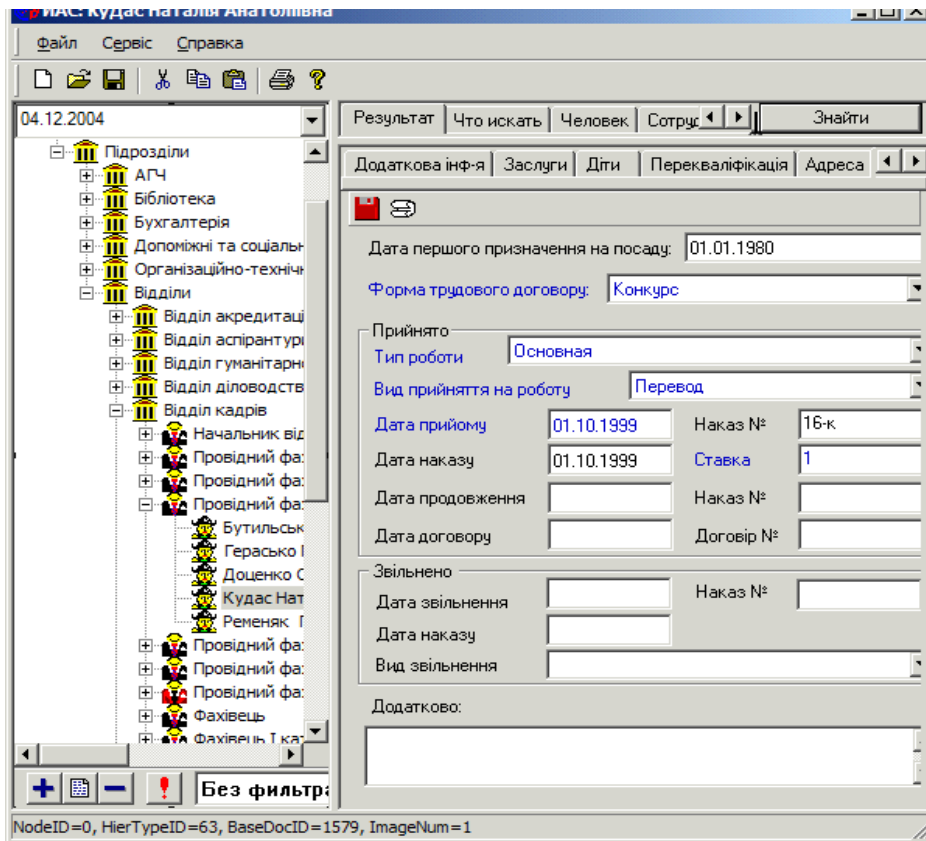 ИАС: Кудас Наталія Анатоліївна
Файл Сервіс Справка
04.12.2004
Підрозділи
АГЧ
Бібліотека
Бухгалтерія
Допоміжні та соціальн
Організаційно-технічн
Відділи
Відділ акредитаці
Відділ аспірантури
Відділ гуманітарн
Відділ діловодств
Відділ кадрів
Начальник від
Провідний фа
Провідний фа
Провідний фа
Бутильськ
Герасько
Доценко С
Кудас Нат
Ременяк
Провідний фа
Провідний фа
Провідний фа
Фахівець
Фахівець І кат
Без фильтра
Результат Что искать Человек Сотруд Знайти
Додаткова інф-я Заслуги Діти Перекваліфікація Адреса
Дата першого призначення на посаду: 01.01.1980
Форма трудового договору: Конкурс
Прийнято
Тип роботи Основная
Вид прийняття на роботу Перевод
Дата прийому 01.10.1999 Наказ № 16-к
Дата наказу 01.10.1999 Ставка 1
Дата продовження Наказ №
Дата договору Договір №
Звільнено
Дата звільнення Наказ №
Дата наказу
Вид звільнення
Додатково:
NodeID=0, HierTypeID=63, BaseDocID=1579, ImageNum=1